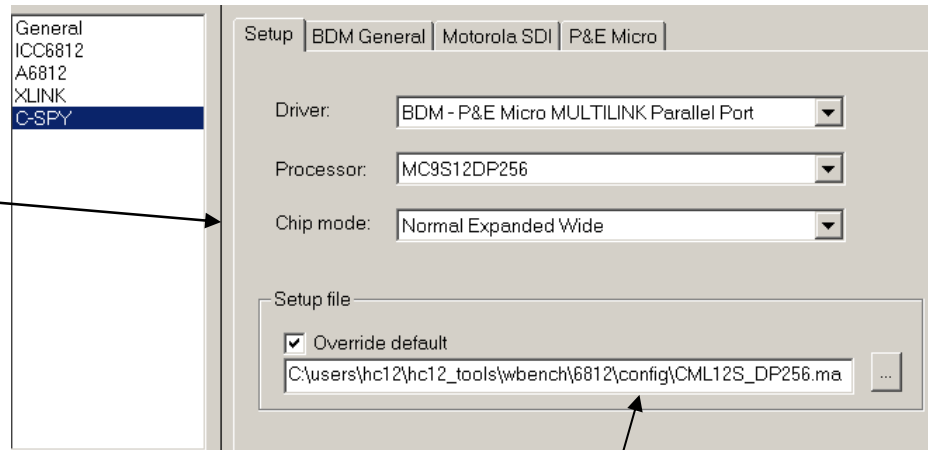 General
ICC6812
A6812
XLINK
C-SPY
Setup
BDM General
Motorola SDI
P&E Micro
Driver:
BDM - P&E Micro MULTILINK Parallel Port
Processor:
MC9S12DP256
Chip mode:
Normal Expanded Wide
Setup file
Override default
C:\users\hc12\hc12_tools\wbench\6812\config\CML12S_DP256.ma
...